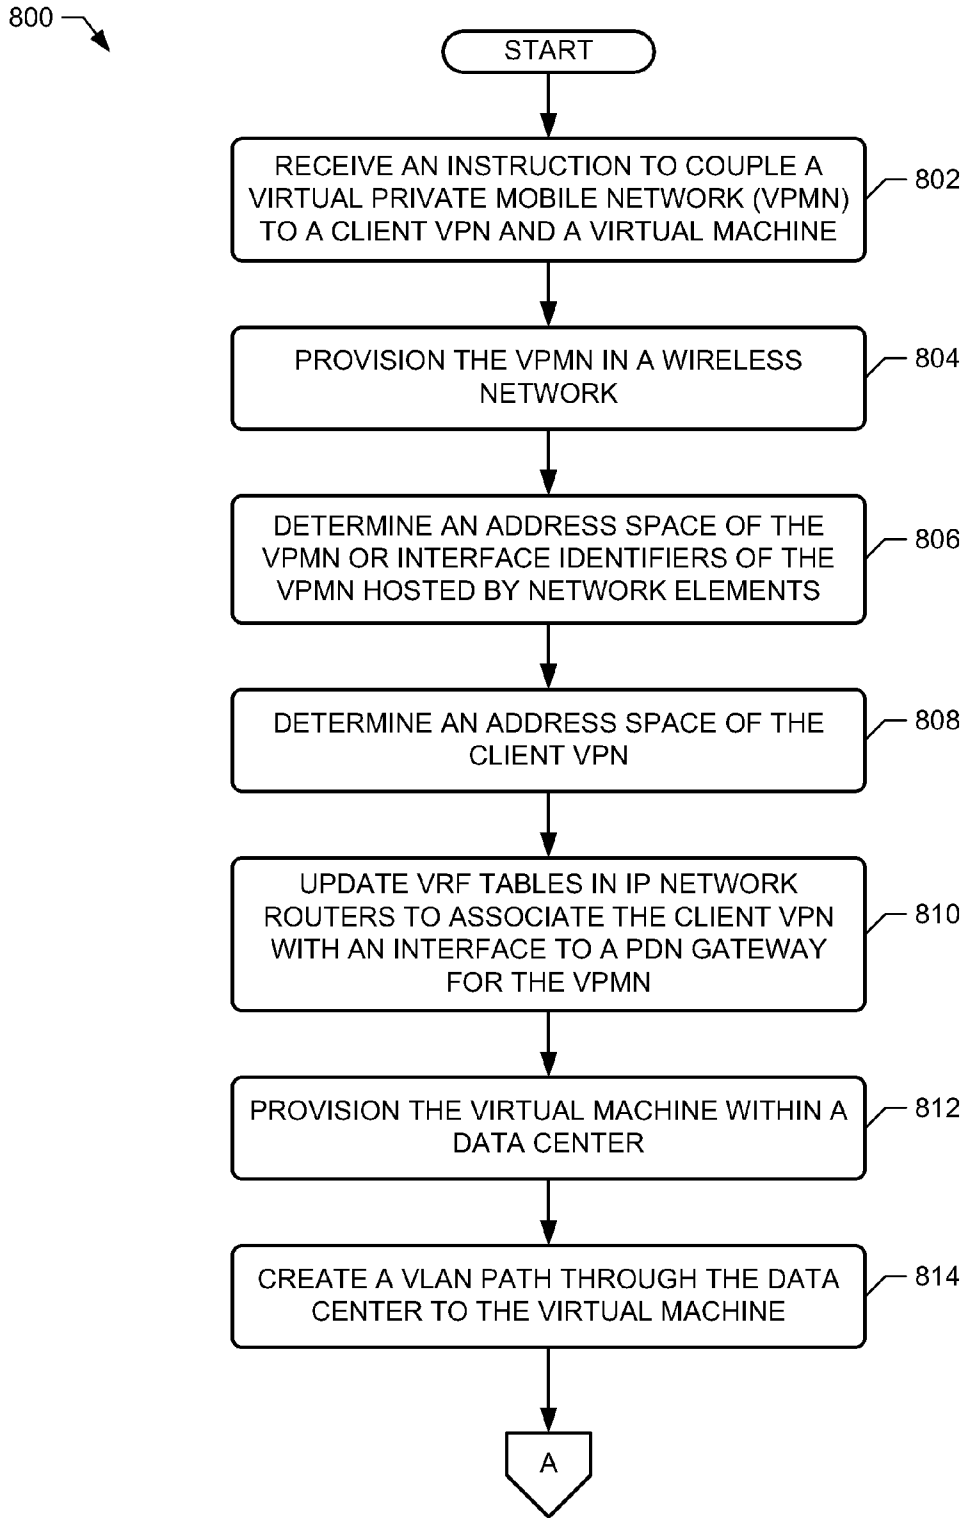 800
START
RECEIVE AN INSTRUCTION TO COUPLE A
VIRTUAL PRIVATE MOBILE NETWORK (VPMN)
TO A CLIENT VPN AND A VIRTUAL MACHINE
802
PROVISION THE VPMN IN A WIRELESS
NETWORK
804
DETERMINE AN ADDRESS SPACE OF THE
VPMN OR INTERFACE IDENTIFIERS OF THE
VPMN HOSTED BY NETWORK ELEMENTS
806
DETERMINE AN ADDRESS SPACE OF THE
CLIENT VPN
808
UPDATE VRF TABLES IN IP NETWORK
ROUTERS TO ASSOCIATE THE CLIENT VPN
WITH AN INTERFACE TO A PDN GATEWAY
FOR THE VPMN
810
PROVISION THE VIRTUAL MACHINE WITHIN A
DATA CENTER
812
CREATE A VLAN PATH THROUGH THE DATA
CENTER TO THE VIRTUAL MACHINE
814
A